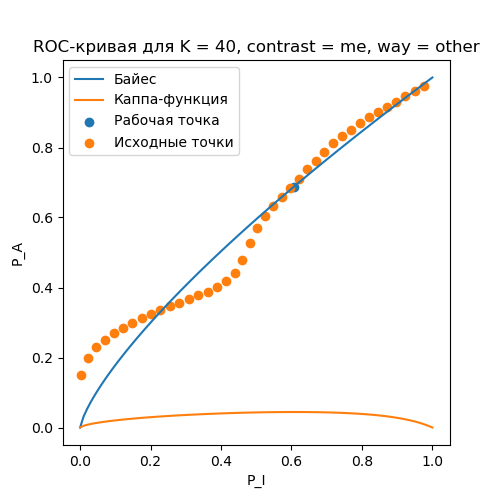 ROC-кривая для K = 40, contrast = me, way = other
Байес
Каппа-функция
Рабочая точка
Исходные точки
1.0
0.8
0.6
0.4
0.2
0.0
P_A
0.0 0.2 0.4 0.6 0.8 1.0
P_I